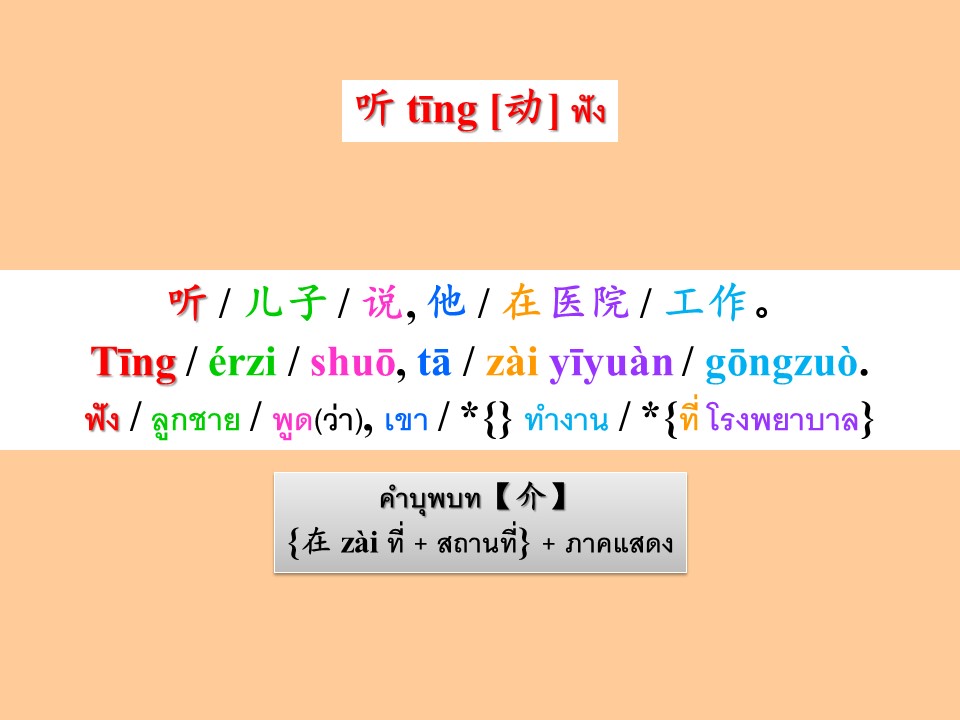 听 tīng [动] ฟัง
听 / 儿子 / 说, 他 / 在医院 / 工作。
Tīng / érzi / shuō, tā / zài yīyuàn / gōngzuò.
ฟัง / ลูกชาย / พูด(ว่า), เขา / *{} ทำงาน / *{ที่ โรงพยาบาล}
คำบุพบท【介】
{在 zài ที่ + สถานที่} + ภาคแสดง